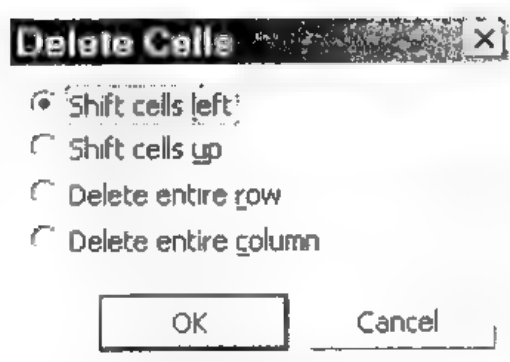 Delete Cells
Shift cells left
Shift cells up
Delete entire row
Delete entire column
OK Cancel